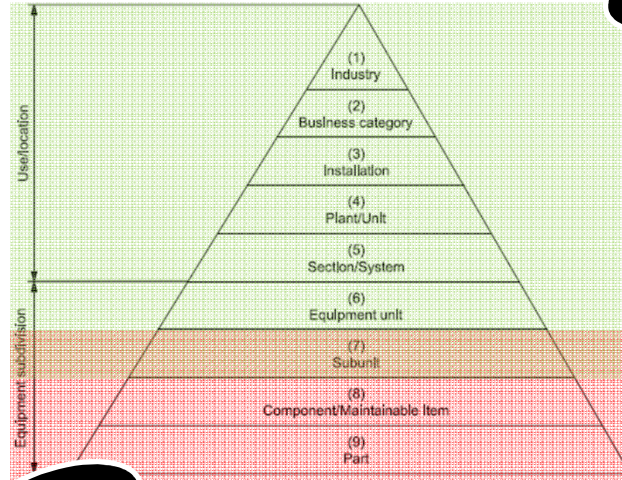 (1)
Industry
(2)
Business category
(3)
Installation
(4)
Plant/Unit
(5)
Section/System
(6)
Equipment unit
(7)
Subunit
(8)
Component/Maintainable Item
(9)
Part
Use/location
Equipment subdivision